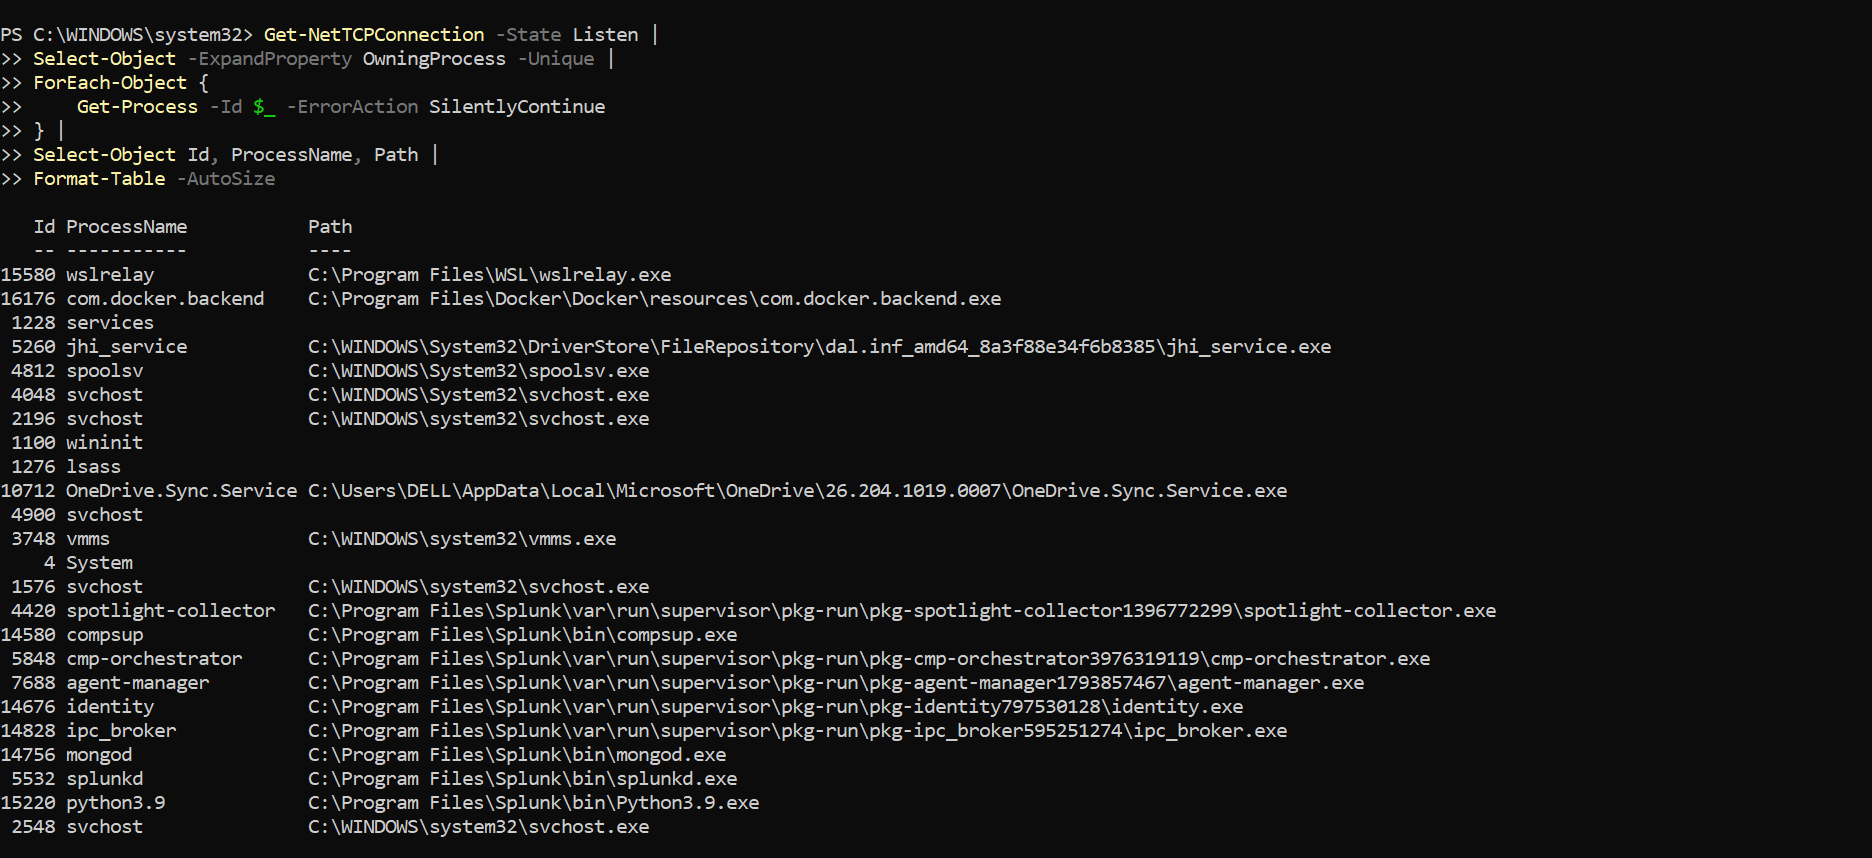 PS C:\WINDOWS\system32> Get-NetTCPConnection -State Listen |
>> Select-Object -ExpandProperty OwningProcess -Unique |
>> ForEach-Object {
>>     Get-Process -Id $_ -ErrorAction SilentlyContinue
>> } |
>> Select-Object Id, ProcessName, Path |
>> Format-Table -AutoSize

   Id ProcessName           Path
   -- -----------           ----
15580 wslrelay              C:\Program Files\WSL\wslrelay.exe
16176 com.docker.backend    C:\Program Files\Docker\Docker\resources\com.docker.backend.exe
 1228 services
 5260 jhi_service           C:\WINDOWS\System32\DriverStore\FileRepository\dal.inf_amd64_8a3f88e34f6b8385\jhi_service.exe
 4812 spoolsv               C:\WINDOWS\System32\spoolsv.exe
 4048 svchost               C:\WINDOWS\System32\svchost.exe
 2196 svchost               C:\WINDOWS\system32\svchost.exe
 1100 wininit
 1276 lsass
10712 OneDrive.Sync.Service C:\Users\DELL\AppData\Local\Microsoft\OneDrive\26.204.1019.0007\OneDrive.Sync.Service.exe
 4900 svchost
 3748 vmms                  C:\WINDOWS\system32\vmms.exe
    4 System
 1576 svchost               C:\WINDOWS\system32\svchost.exe
 4420 spotlight-collector   C:\Program Files\Splunk\var\run\supervisor\pkg-run\pkg-spotlight-collector1396772299\spotlight-collector.exe
14580 compsup               C:\Program Files\Splunk\bin\compsup.exe
 5848 cmp-orchestrator      C:\Program Files\Splunk\var\run\supervisor\pkg-run\pkg-cmp-orchestrator3976319119\cmp-orchestrator.exe
 7688 agent-manager         C:\Program Files\Splunk\var\run\supervisor\pkg-run\pkg-agent-manager1793857467\agent-manager.exe
14676 identity              C:\Program Files\Splunk\var\run\supervisor\pkg-run\pkg-identity797530128\identity.exe
14828 ipc_broker            C:\Program Files\Splunk\var\run\supervisor\pkg-run\pkg-ipc_broker595251274\ipc_broker.exe
14756 mongod                C:\Program Files\Splunk\bin\mongod.exe
 5532 splunkd               C:\Program Files\Splunk\bin\splunkd.exe
15220 python3.9             C:\Program Files\Splunk\bin\Python3.9.exe
 2548 svchost               C:\WINDOWS\system32\svchost.exe